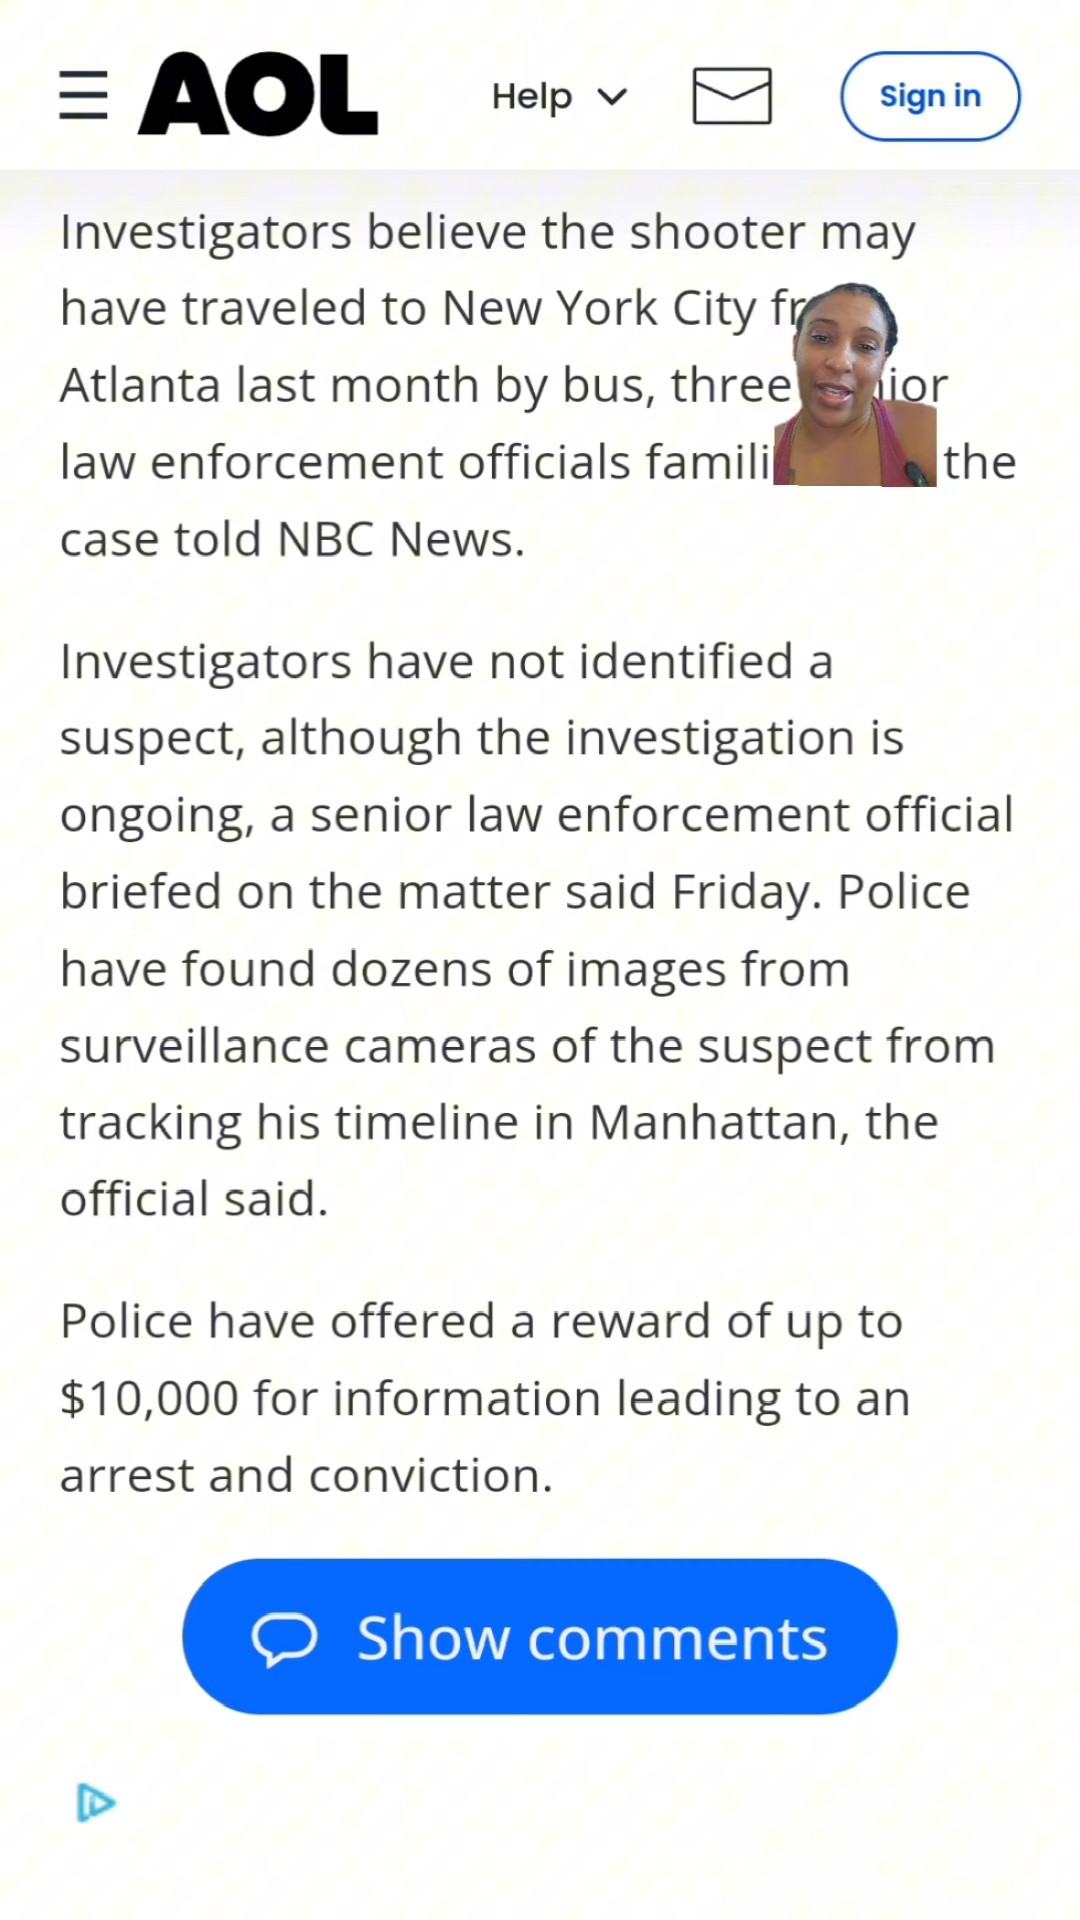 AOL
Help
Sign in
Investigators believe the shooter may
have traveled to New York City
Atlanta last month by bus, three
law enforcement officials the
case told NBC News.
Investigators have not identified a
suspect, although the investigation is
ongoing, a senior law enforcement official
briefed on the matter said Friday. Police
have found dozens of images from
surveillance cameras of the suspect from
tracking his timeline in Manhattan, the
official said.
Police have offered a reward of up to
$10,000 for information leading to an
arrest and conviction.
Show comments